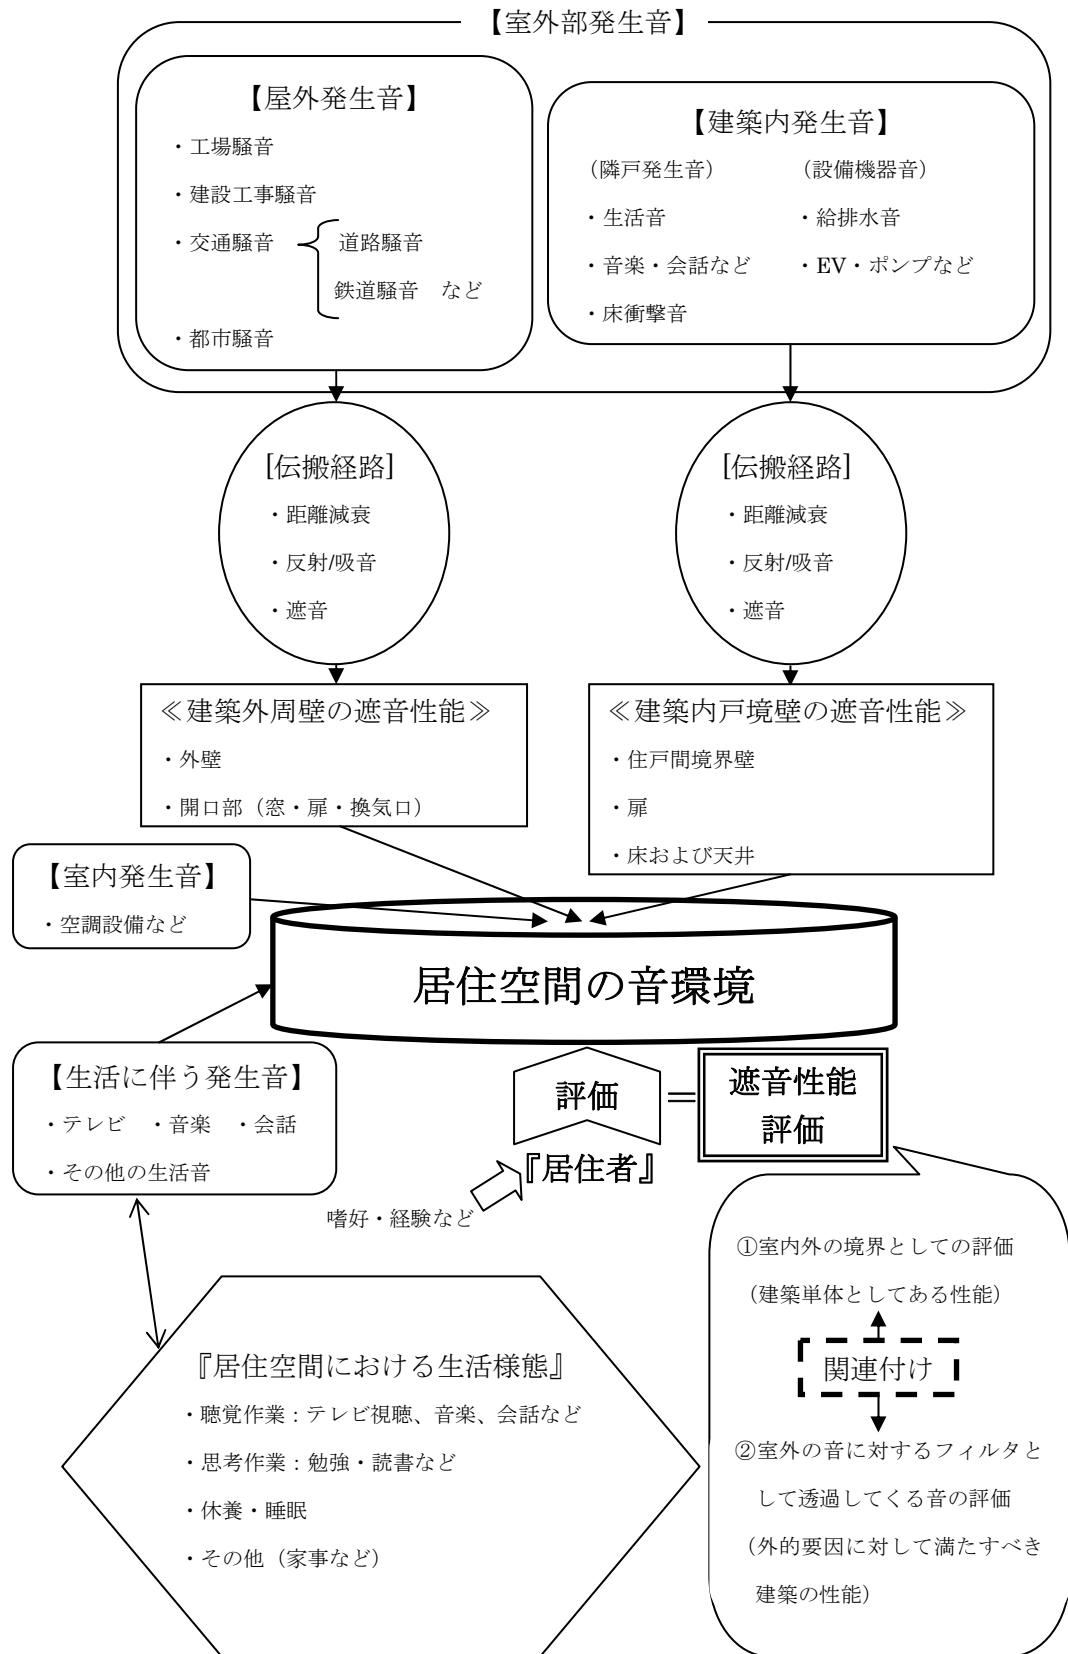 【室外部発生音】
【屋外発生音】
・工場騒音
・建設工事騒音
・交通騒音
道路騒音
鉄道騒音　など
・都市騒音
【建築内発生音】
（隣戸発生音）
・生活音
・音楽・会話など
・床衝撃音
（設備機器音）
・給排水音
・EV・ポンプなど
[伝搬経路]
・距離減衰
・反射/吸音
・遮音
[伝搬経路]
・距離減衰
・反射/吸音
・遮音
≪建築外周壁の遮音性能≫
・外壁
・開口部（窓・扉・換気口）
≪建築内戸境壁の遮音性能≫
・住戸間境界壁
・扉
・床および天井
【室内発生音】
・空調設備など
居住空間の音環境
【生活に伴う発生音】
・テレビ　・音楽　・会話
・その他の生活音
評価
＝
遮音性能
評価
『居住者』
嗜好・経験など
『居住空間における生活様態』
・聴覚作業：テレビ視聴、音楽、会話など
・思考作業：勉強・読書など
・休養・睡眠
・その他（家事など）
①室内外の境界としての評価
（建築単体としてある性能）
関連付け
②室外の音に対するフィルタと
して透過してくる音の評価
（外的要因に対して満たすべき
建築の性能）